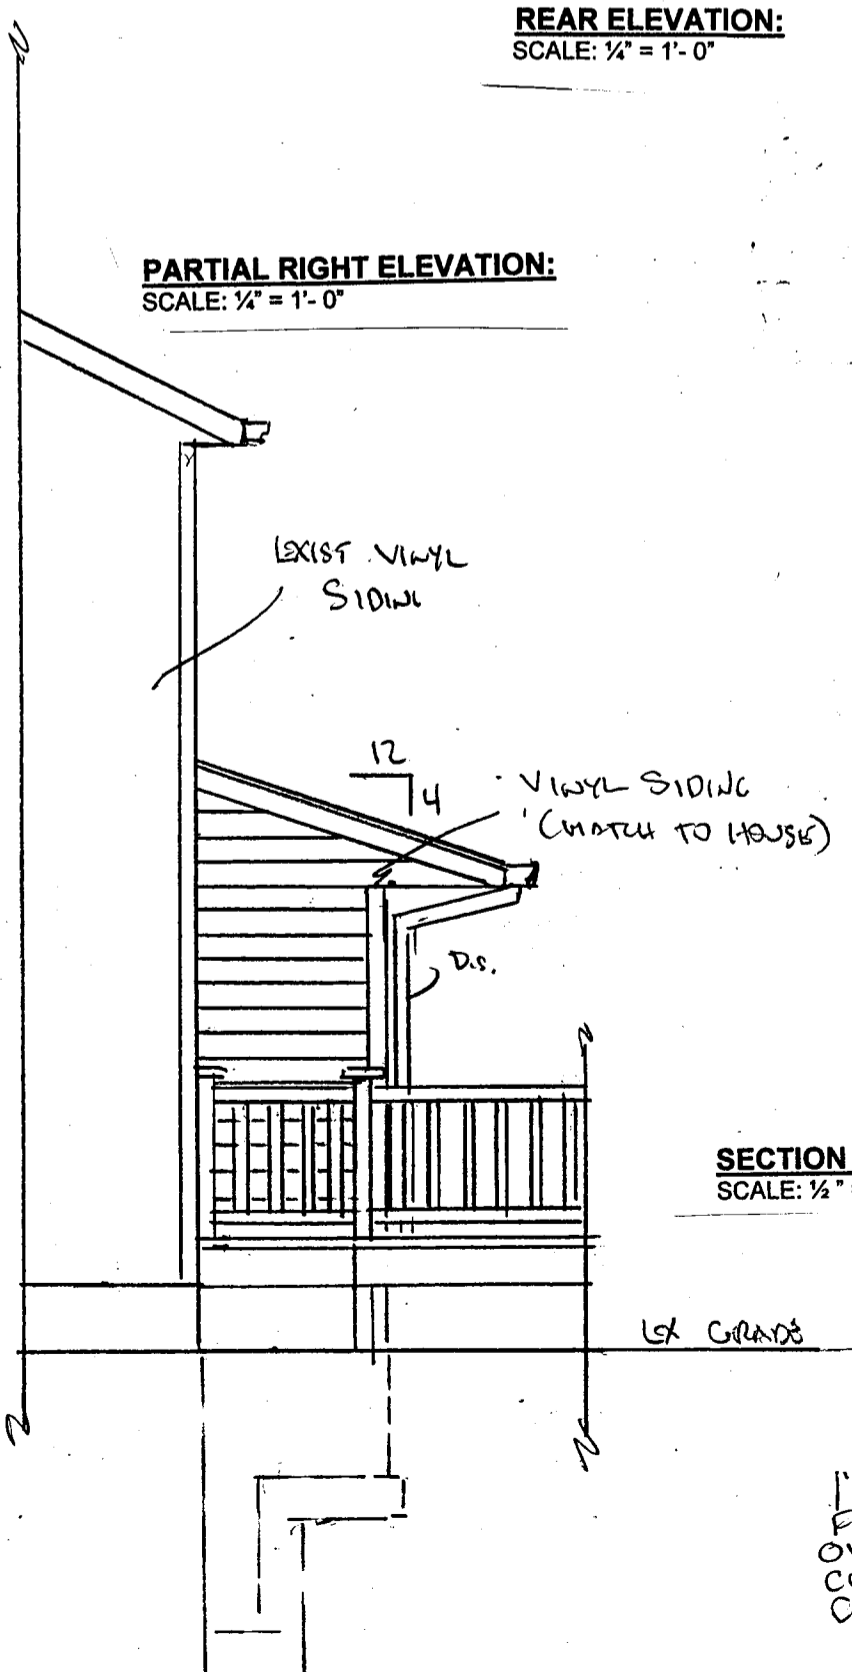 REAR ELEVATION:
SCALE: ¼" = 1'- 0"
PARTIAL RIGHT ELEVATION:
SCALE: ¼" = 1'- 0"
EXIST VINYL
SIDING
12
4
VINYL SIDING
(MATCH TO HOUSE)
D.S.
SECTION
SCALE: ½ "
EX GRADE